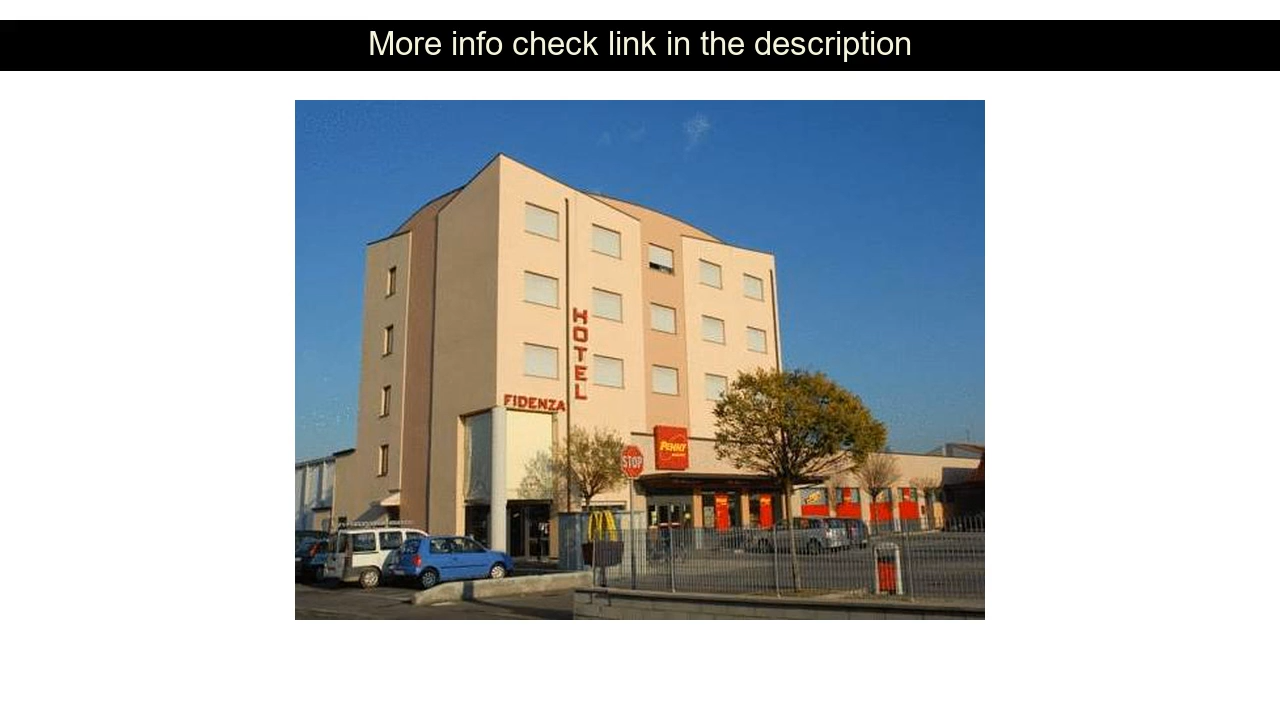 More info check link in the description
HOTEL
FIDENZA
PENNY
STOP